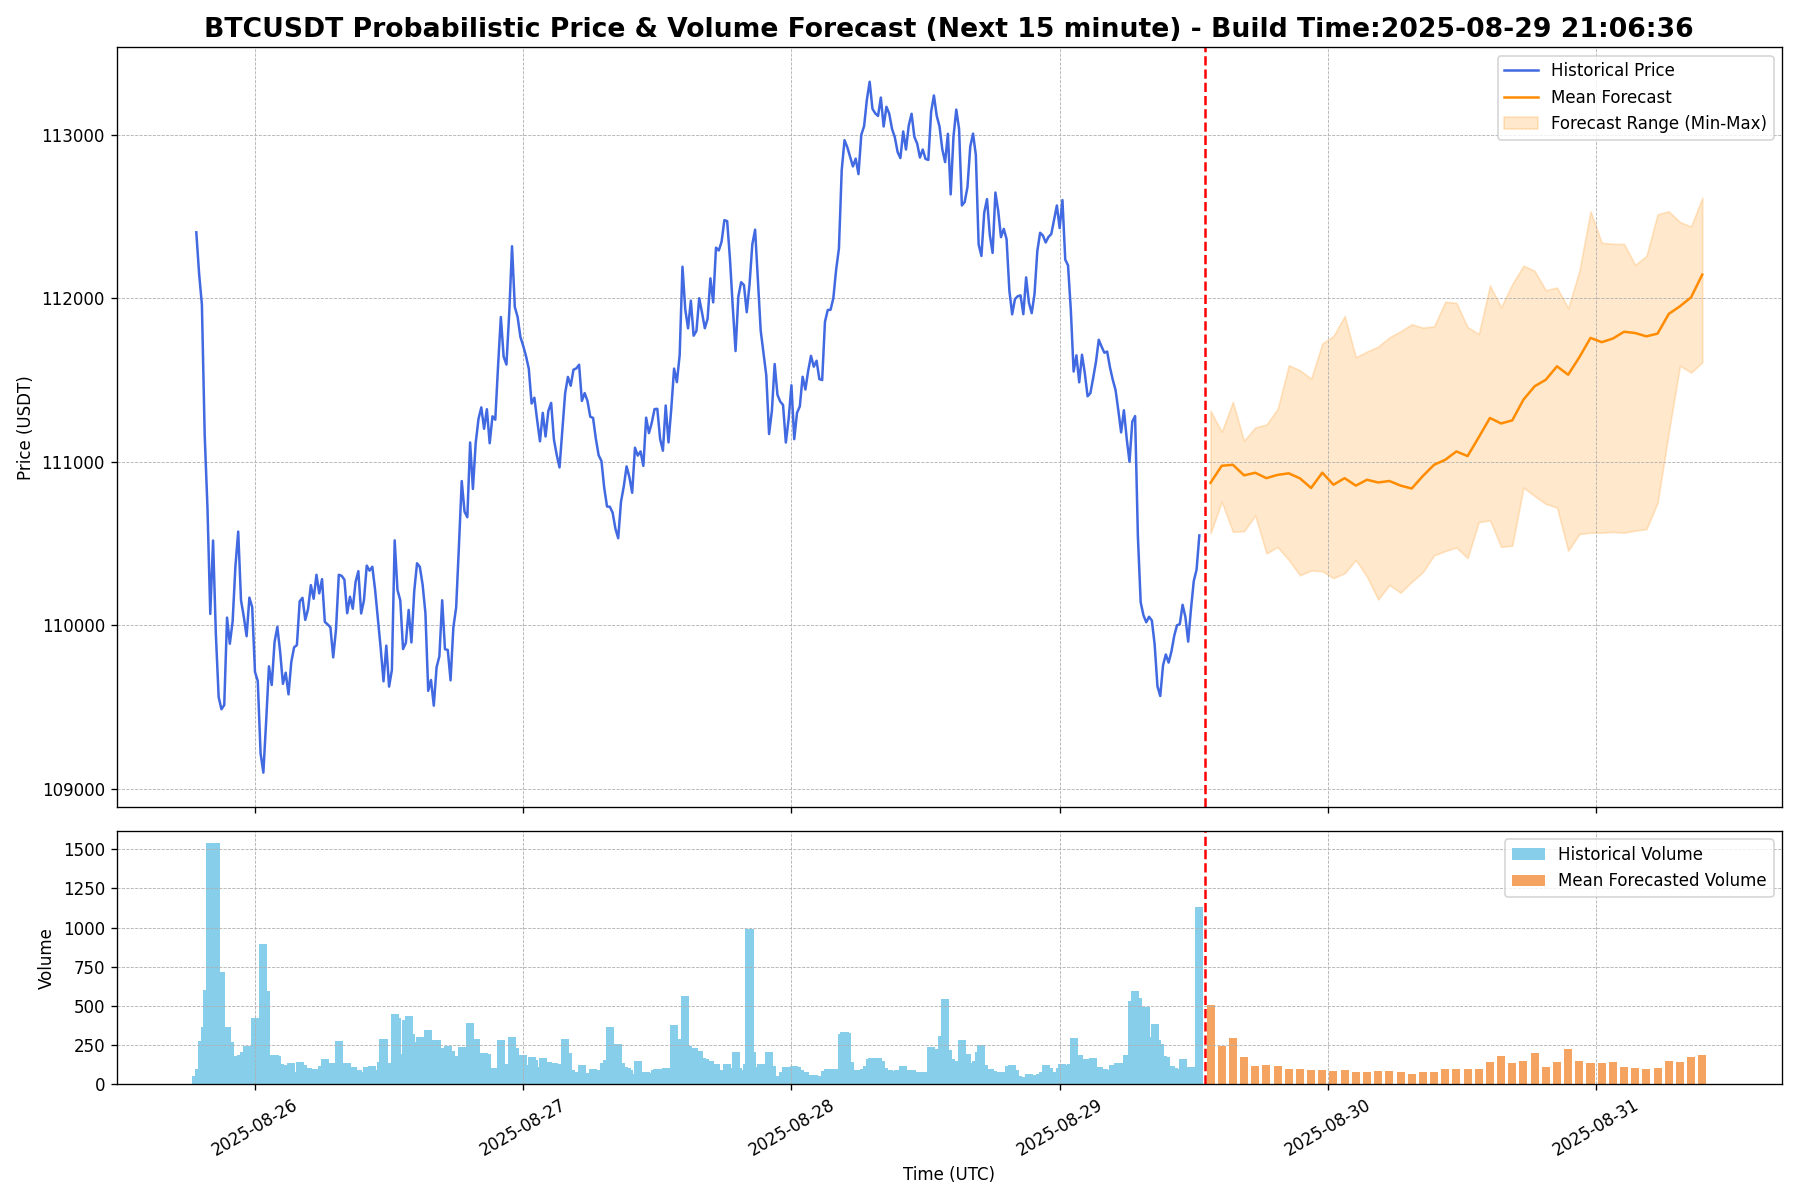 BTCUSDT Probabilistic Price & Volume Forecast (Next 15 minute) - Build Time:2025-08-29 21:06:36
Historical Price
Mean Forecast
Forecast Range (Min-Max)
113000
112000
111000
110000
109000
Price (USDT)
Historical Volume
Mean Forecasted Volume
1500
1250
1000
750
500
250
0
Volume
2025-08-26
2025-08-27
2025-08-28
2025-08-29
2025-08-30
2025-08-31
Time (UTC)